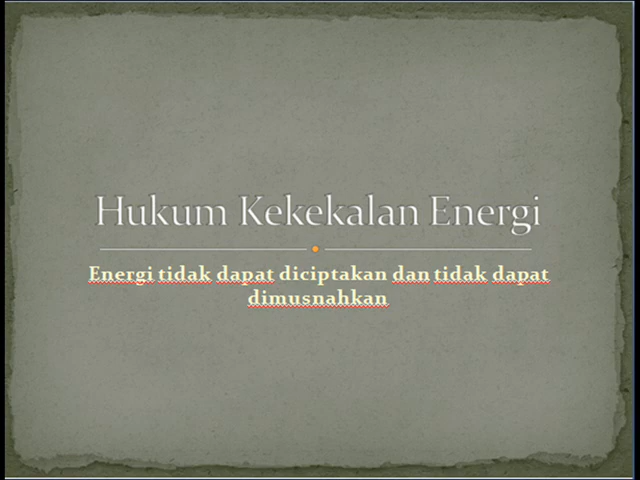 Hukum Kekekalan Energi
Energi tidak dapat diciptakan dan tidak dapat
dimusnahkan